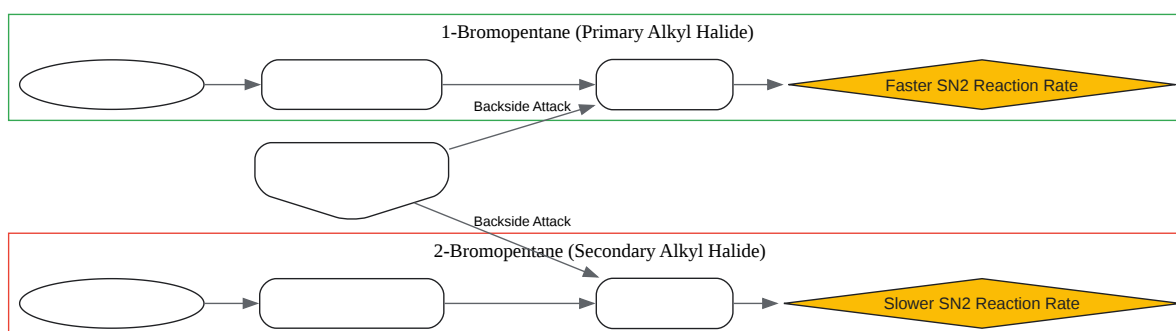 1-Bromopentane (Primary Alkyl Halide)
Faster SN2 Reaction Rate
Backside Attack
Backside Attack
2-Bromopentane (Secondary Alkyl Halide)
Slower SN2 Reaction Rate